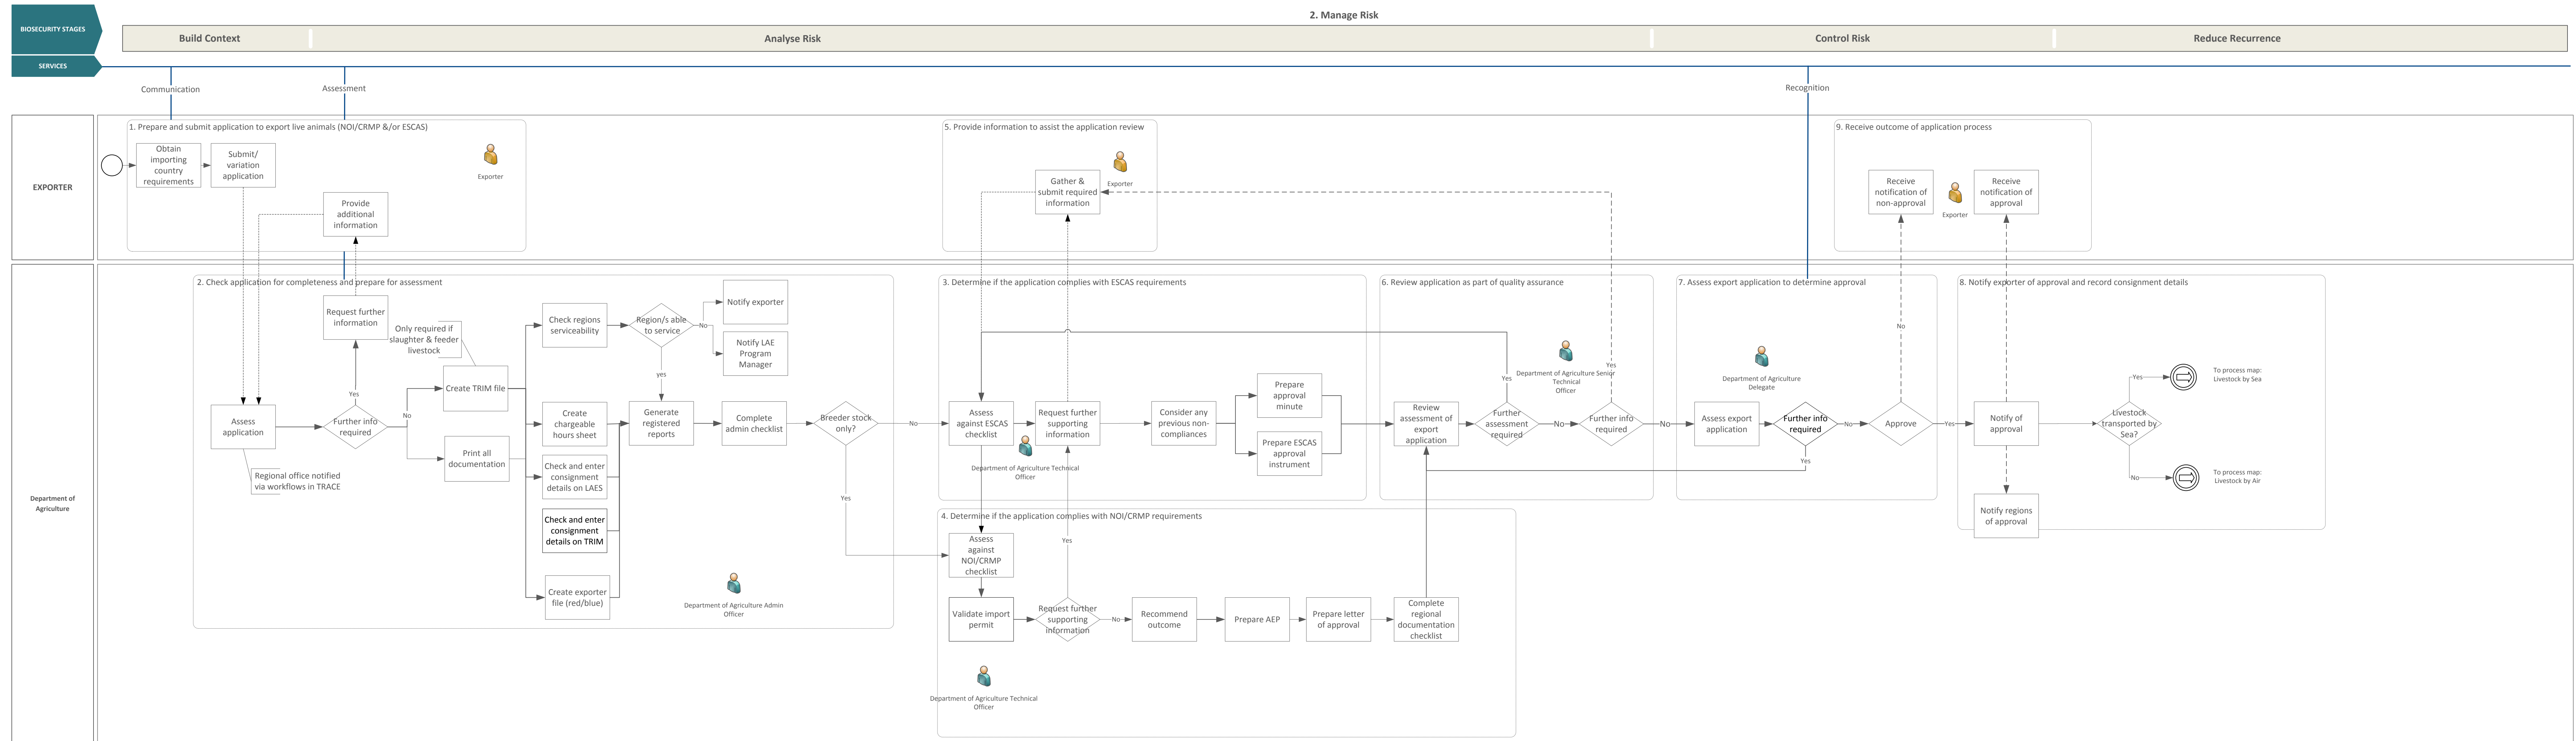 2. Manage Risk
BIOSECURITY STAGES
Build Context
Analyse Risk
Control Risk
Reduce Recurrence
SERVICES
Communication
Assessment
Recognition
EXPORTER
1. Prepare and submit application to export live animals (NOI/CRMP &/or ESCAS)
Obtain
importing
country
requirements
Submit/
variation
application
Exporter
Provide
additional
information
5. Provide information to assist the application review
Gather &
submit required
information
Exporter
9. Receive outcome of application process
Receive
notification of
non-approval
Exporter
Receive
notification of
approval
Department of
Agriculture
2. Check application for completeness and prepare for assessment
Request further
information
Only required if
slaughter & feeder
livestock
Yes
Assess
application
Further info
required
No
Regional office notified
via workflows in TRACE
Create TRIM file
Print all
documentation
Check regions
serviceability
Region/s able
to service
No
Notify exporter
Notify LAE
Program
Manager
yes
Create
chargeable
hours sheet
Generate
registered
reports
Complete
admin checklist
Breeder stock
only?
No
Yes
Check and enter
consignment
details on LAES
Check and enter
consignment
details on TRIM
Create exporter
file (red/blue)
Department of Agriculture Admin
Officer
3. Determine if the application complies with ESCAS requirements
Assess
against ESCAS
checklist
Request further
supporting
information
Consider any
previous non-
compliances
Prepare
approval
minute
Prepare ESCAS
approval
instrument
Department of Agriculture Technical
Officer
4. Determine if the application complies with NOI/CRMP requirements
Assess
against
NOI/CRMP
checklist
Yes
Validate import
permit
Request further
supporting
information
No
Recommend
outcome
Prepare AEP
Prepare letter
of approval
Complete
regional
documentation
checklist
Department of Agriculture Technical
Officer
6. Review application as part of quality assurance
Department of Agriculture Senior
Technical
Officer
Yes
Yes
Review
assessment of
export
application
Further
assessment
required
No
Further info
required
No
7. Assess export application to determine approval
Department of Agriculture
Delegate
No
Assess export
application
Further info
required
No
Approve
Yes
Yes
8. Notify exporter of approval and record consignment details
Notify of
approval
Notify regions
of approval
Livestock
transported by
Sea?
Yes
To process map:
Livestock by Sea
No
To process map:
Livestock by Air